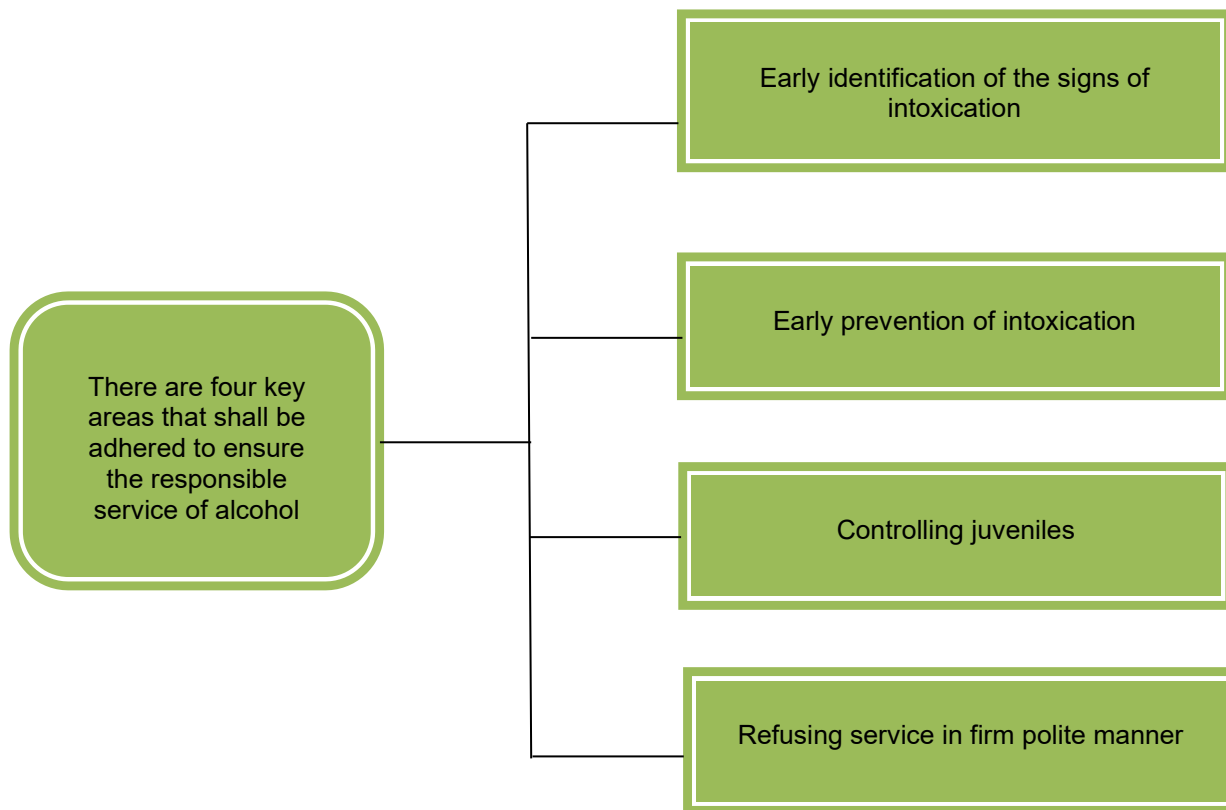 There are four key
areas that shall be
adhered to ensure
the responsible
service of alcohol
Early identification of the signs of
intoxication
Early prevention of intoxication
Controlling juveniles
Refusing service in firm polite manner